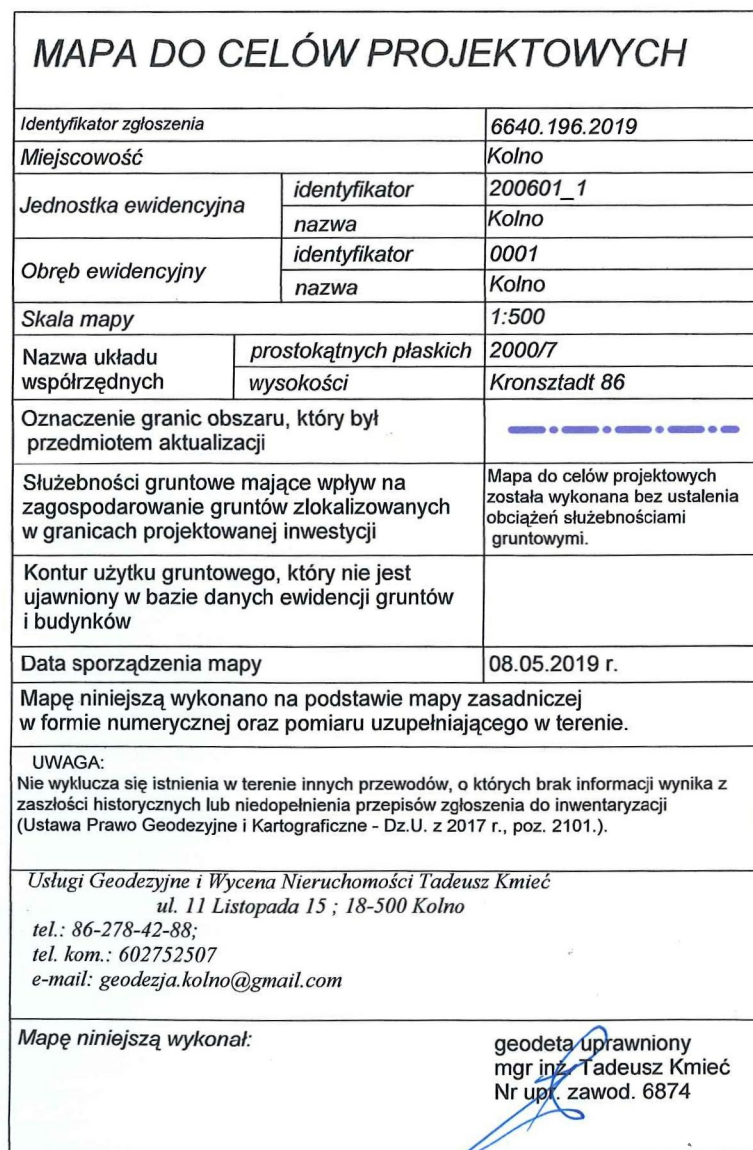 MAPA DO CELÓW PROJEKTOWYCH
Identyfikator zgłoszenia 6640.196.2019
Miejscowość Kolno
Jednostka ewidencyjna identyfikator 200601_1
nazwa Kolno
Obręb ewidencyjny identyfikator 0001
nazwa Kolno
Skala mapy 1:500
Nazwa układu współrzędnych prostokątnych płaskich 2000/7
wysokości Kronsztadt 86
Oznaczenie granic obszaru, który był
przedmiotem aktualizacji
Służebności gruntowe mające wpływ na
zagospodarowanie gruntów zlokalizowanych
w granicach projektowanej inwestycji
Mapa do celów projektowych
została wykonana bez ustalenia
obciążeń służebnościami
gruntowymi.
Kontur użytku gruntowego, który nie jest
ujawniony w bazie danych ewidencji gruntów
i budynków
Data sporządzenia mapy 08.05.2019 r.
Mapę niniejszą wykonano na podstawie mapy zasadniczej
w formie numerycznej oraz pomiaru uzupełniającego w terenie.
UWAGA:
Nie wyklucza się istnienia w terenie innych przewodów, o których brak informacji wynika z
zaszłości historycznych lub niedopełnienia przepisów zgłoszenia do inwentaryzacji
(Ustawa Prawo Geodezyjne i Kartograficzne - Dz.U. z 2017 r., poz. 2101.).
Usługi Geodezyjne i Wycena Nieruchomości Tadeusz Kmieć
ul. 11 Listopada 15 ; 18-500 Kolno
tel.: 86-278-42-88;
tel. kom.: 602752507
e-mail: geodezja.kolno@gmail.com
Mapę niniejszą wykonał:
geodeta uprawniony
mgr inż. Tadeusz Kmieć
Nr upr. zawod. 6874